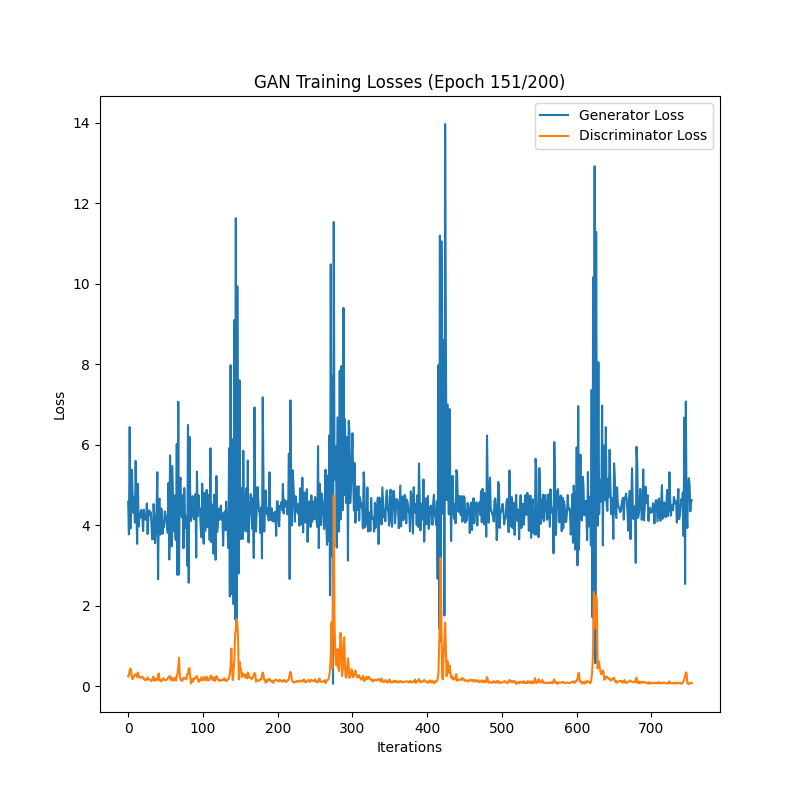 GAN Training Losses (Epoch 151/200)
Generator Loss
Discriminator Loss
14
12
10
8
6
4
2
0
Loss
0 100 200 300 400 500 600 700
Iterations